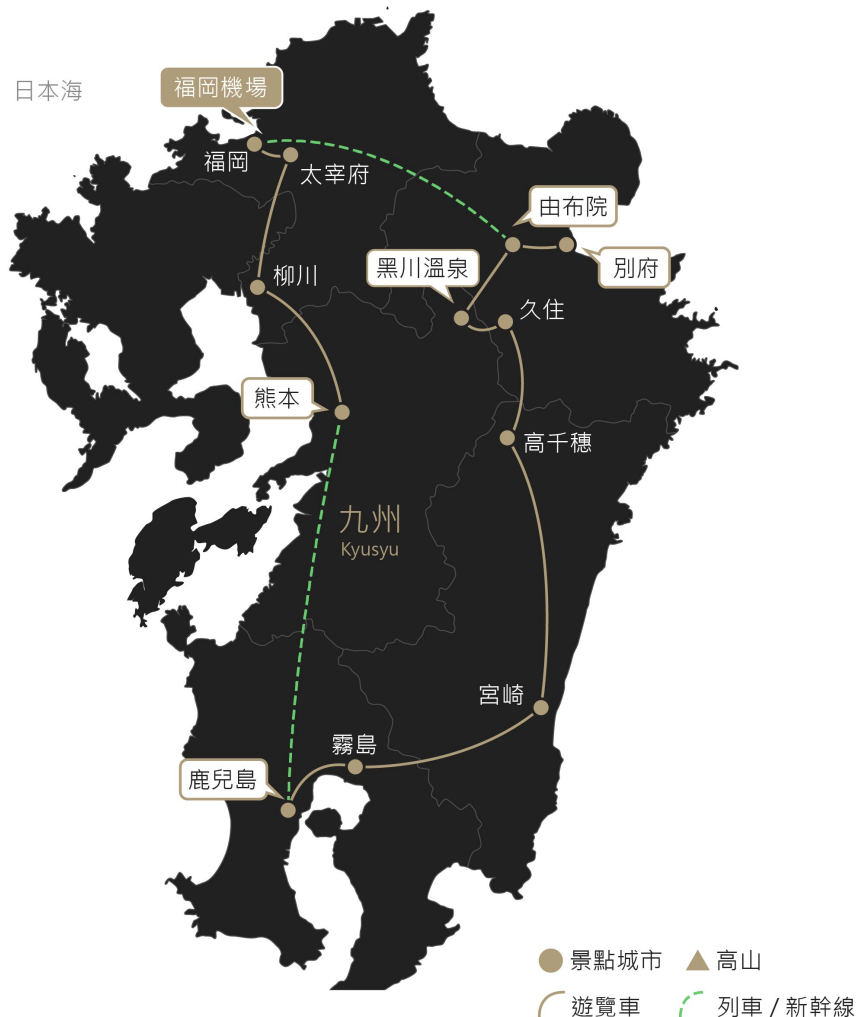 日本海
福岡機場
福岡
太宰府
由布院
別府
黑川溫泉
柳川
久住
熊本
高千穗
九州
Kyusyu
宮崎
霧島
鹿兒島
景點城市
高山
遊覽車
列車 / 新幹線